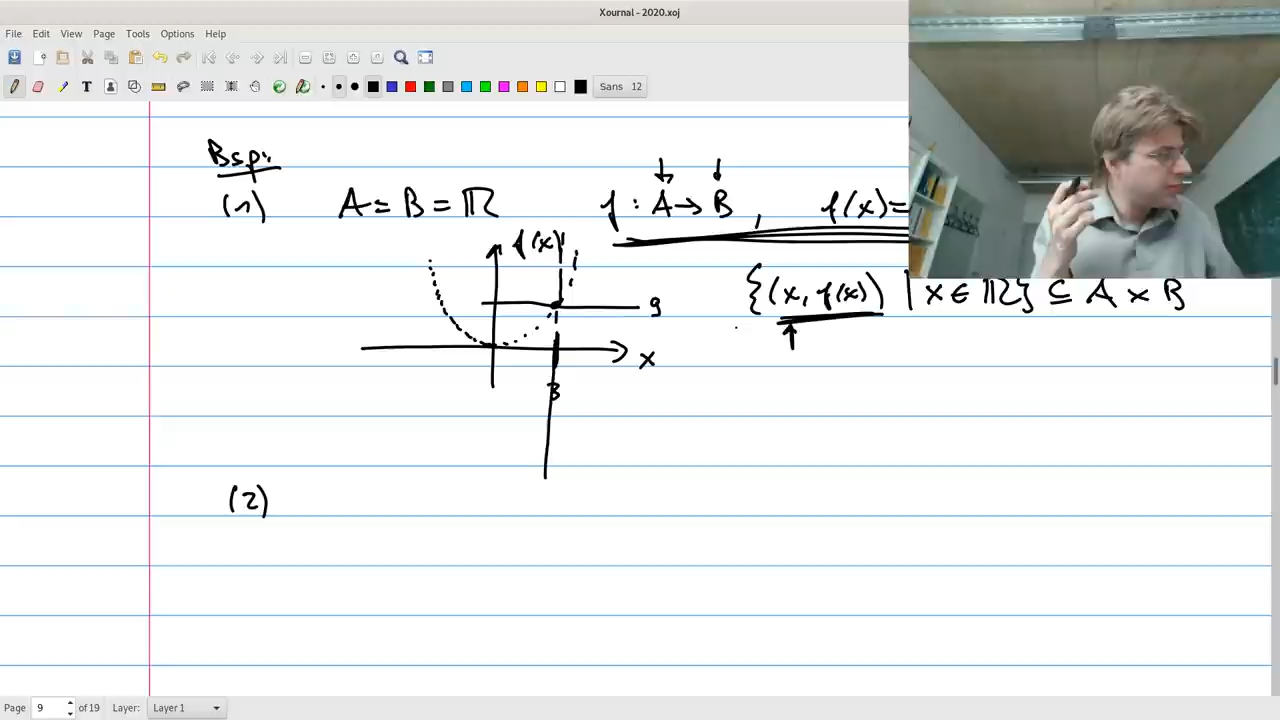 Xournal - 2020.xoj
File Edit View Page Tools Options Help
Sans 12
Bsp:
(1) A = B = ℝ f : A → B , f(x)=
f(x)
{(x, f(x)) | x ∈ ℝ} ⊆ A × B
9
x
3
(2)
Page 9 of 19 Layer: Layer 1